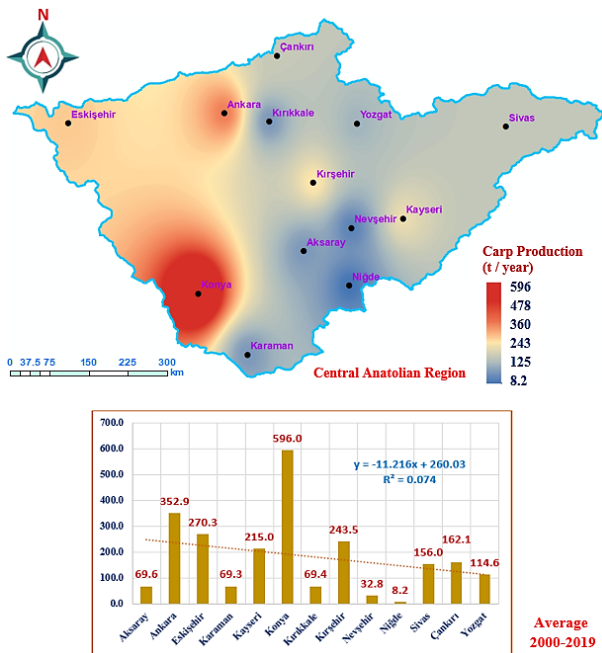 N
Çankırı
Ankara
Eskişehir
Kırıkkale
Yozgat
Sivas
Kırşehir
Kayseri
Nevşehir
Aksaray
Niğde
Konya
Karaman
Carp Production
(t / year)
596
478
360
243
125
8.2
0 37.5 75 150 225 300
km
Central Anatolian Region
700.0
600.0
500.0
400.0
300.0
200.0
100.0
0.0
y = -11.216x + 260.03
R² = 0.074
69.6
352.9
270.3
69.3
215.0
596.0
69.4
243.5
32.8
8.2
156.0
162.1
114.6
Aksaray
Ankara
Eskişehir
Karaman
Kayseri
Konya
Kırıkkale
Kırşehir
Nevşehir
Niğde
Sivas
Çankırı
Yozgat
Average
2000-2019